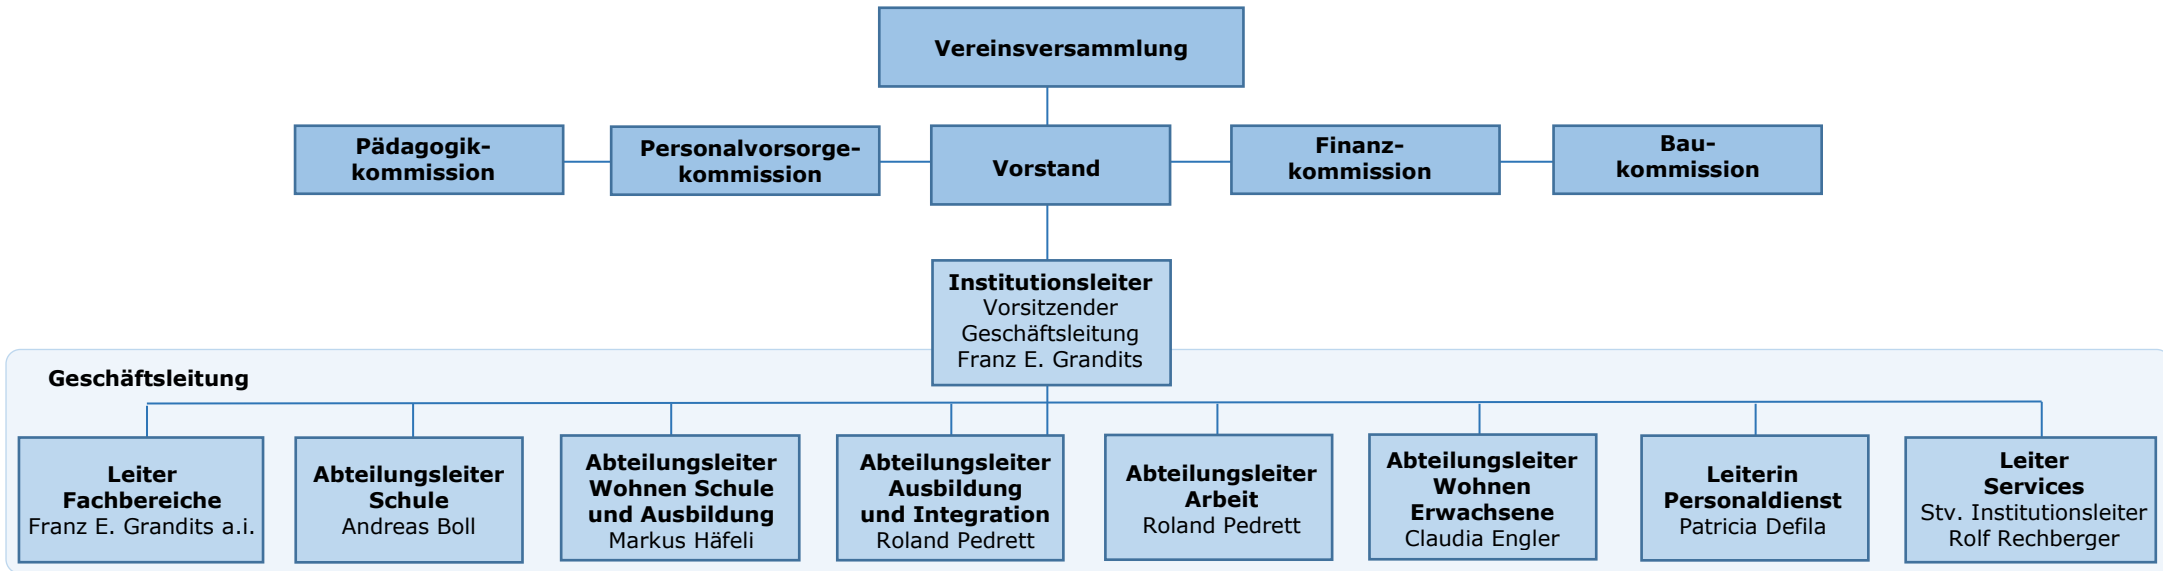 Vereinsversammlung
Pädagogik-
kommission
Personalvorsorge-
kommission
Vorstand
Finanz-
kommission
Bau-
kommission
Institutionsleiter
Vorsitzender
Geschäftsleitung
Franz E. Grandits
Geschäftsleitung
Leiter
Fachbereiche
Franz E. Grandits a.i.
Abteilungsleiter
Schule
Andreas Boll
Abteilungsleiter
Wohnen Schule
und Ausbildung
Markus Häfeli
Abteilungsleiter
Ausbildung
und Integration
Roland Pedrett
Abteilungsleiter
Arbeit
Roland Pedrett
Abteilungsleiter
Wohnen
Erwachsene
Claudia Engler
Leiterin
Personaldienst
Patricia Defila
Leiter
Services
Stv. Institutionsleiter
Rolf Rechberger